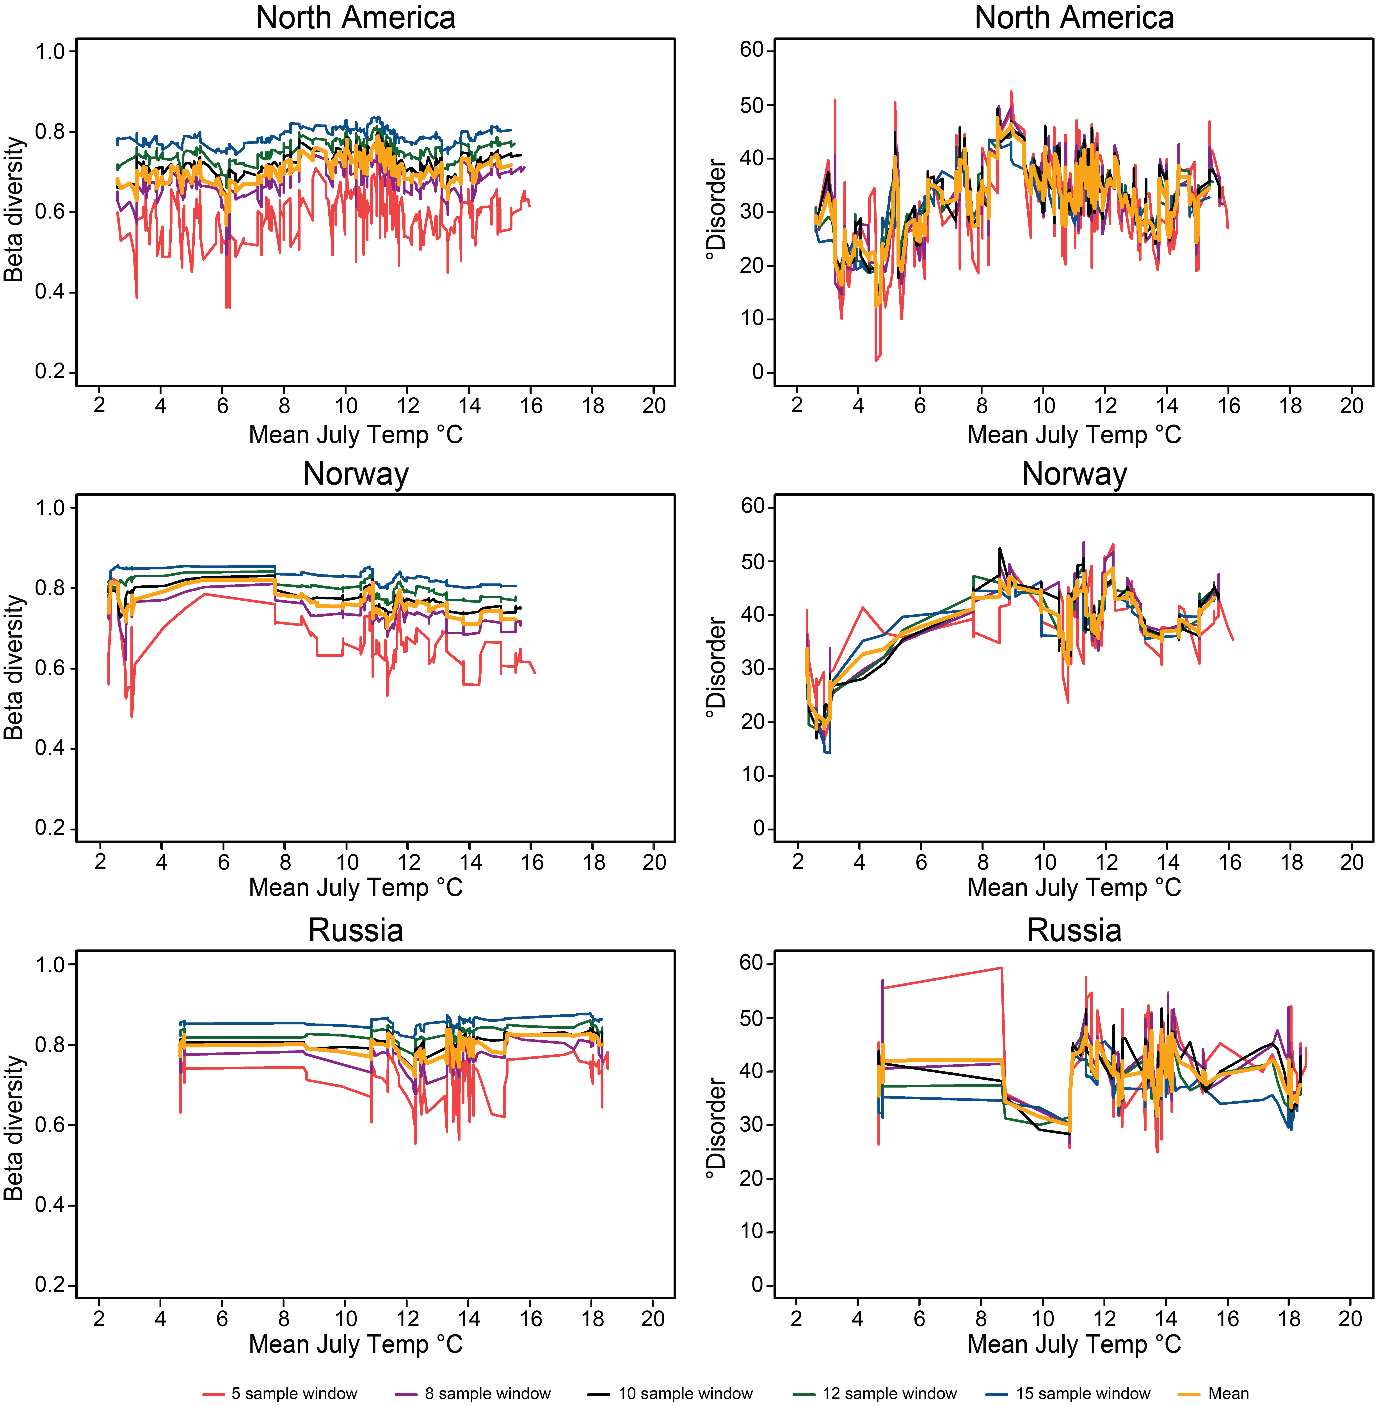 North America
North America
1.0
0.8
0.6
0.4
0.2
Beta diversity
2 4 6 8 10 12 14 16 18 20
Mean July Temp °C
60
50
40
30
20
10
0
°Disorder
2 4 6 8 10 12 14 16 18 20
Mean July Temp °C
Norway
Norway
1.0
0.8
0.6
0.4
0.2
Beta diversity
2 4 6 8 10 12 14 16 18 20
Mean July Temp °C
60
50
40
30
20
10
0
°Disorder
2 4 6 8 10 12 14 16 18 20
Mean July Temp °C
Russia
Russia
1.0
0.8
0.6
0.4
0.2
Beta diversity
2 4 6 8 10 12 14 16 18 20
Mean July Temp °C
60
50
40
30
20
10
0
°Disorder
2 4 6 8 10 12 14 16 18 20
Mean July Temp °C
5 sample window 8 sample window 10 sample window 12 sample window 15 sample window Mean